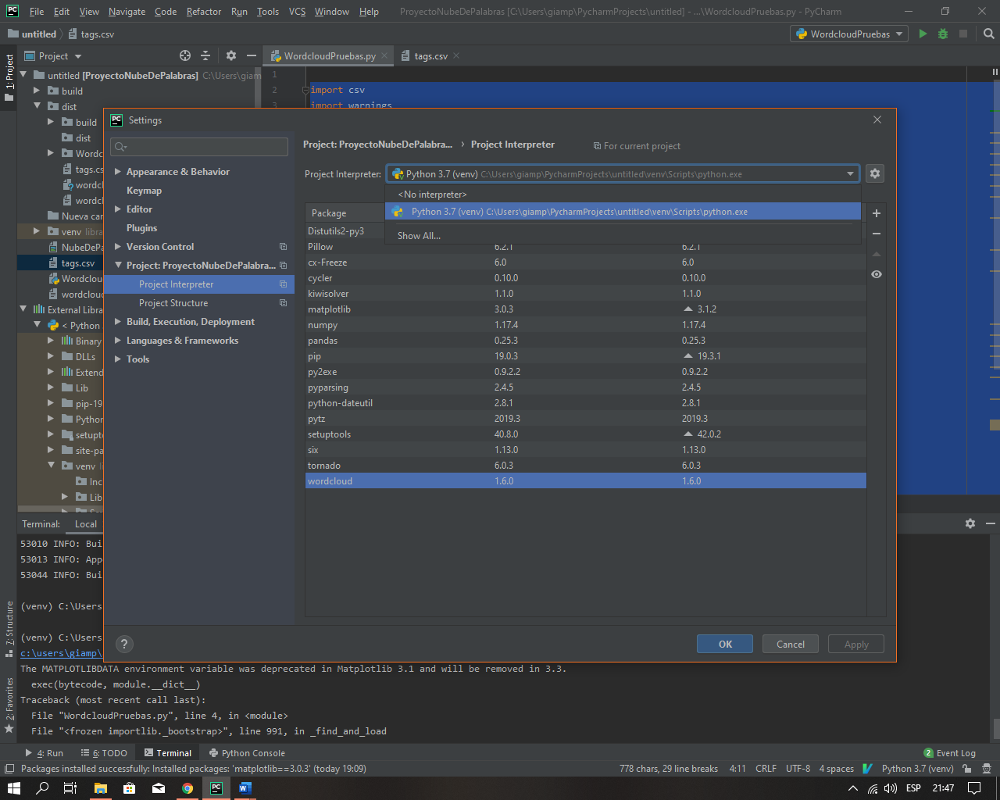 File Edit View Navigate Code Refactor Run Tools VCS Window Help ProyectoNubeDePalabras [C:\Users\giamp\PycharmProjects\untitled] - ...\WordcloudPruebas.py - PyCharm
untitled tags.csv WordcloudPruebas
Project WordcloudPruebas.py tags.csv
1: Project
untitled [ProyectoNubeDePalabras] C:\Users\giam
build
dist
build
dist
Wordc
tags.cs
wordcl
wordcl
Nueva car
venv libra
NubeDePa
tags.csv
Wordclou
wordclou
External Libra
< Python
Binary
DLLs
Extend
Lib
pip-19
Python
setupt
site-pa
venv li
Inc
Lib
1
2 import csv
3 import warnings
Settings
Appearance & Behavior
Keymap
Editor
Plugins
Version Control
Project: ProyectoNubeDePalabra...
Project Interpreter
Project Structure
Build, Execution, Deployment
Languages & Frameworks
Tools
Project: ProyectoNubeDePalabra... › Project Interpreter For current project
Project Interpreter: Python 3.7 (venv) C:\Users\giamp\PycharmProjects\untitled\venv\Scripts\python.exe
<No interpreter>
Python 3.7 (venv) C:\Users\giamp\PycharmProjects\untitled\venv\Scripts\python.exe
Show All...
Package
Distutils2-py3
Pillow 6.2.1 6.2.1
cx-Freeze 6.0 6.0
cycler 0.10.0 0.10.0
kiwisolver 1.1.0 1.1.0
matplotlib 3.0.3 3.1.2
numpy 1.17.4 1.17.4
pandas 0.25.3 0.25.3
pip 19.0.3 19.3.1
py2exe 0.9.2.2 0.9.2.2
pyparsing 2.4.5 2.4.5
python-dateutil 2.8.1 2.8.1
pytz 2019.3 2019.3
setuptools 40.8.0 42.0.2
six 1.13.0 1.13.0
tornado 6.0.3 6.0.3
wordcloud 1.6.0 1.6.0
? OK Cancel Apply
Terminal: Local
53010 INFO: Bui
53013 INFO: App
53044 INFO: Bui
(venv) C:\Users
(venv) C:\Users
c:\users\giamp\
The MATPLOTLIBDATA environment variable was deprecated in Matplotlib 3.1 and will be removed in 3.3.
exec(bytecode, module.__dict__)
Traceback (most recent call last):
File "WordcloudPruebas.py", line 4, in <module>
File "<frozen importlib._bootstrap>", line 991, in _find_and_load
7: Structure
2: Favorites
4: Run 6: TODO Terminal Python Console 2 Event Log
Packages installed successfully: Installed packages: 'matplotlib==3.0.3' (today 19:09) 778 chars, 29 line breaks 4:11 CRLF UTF-8 4 spaces Python 3.7 (venv)
ESP 21:47